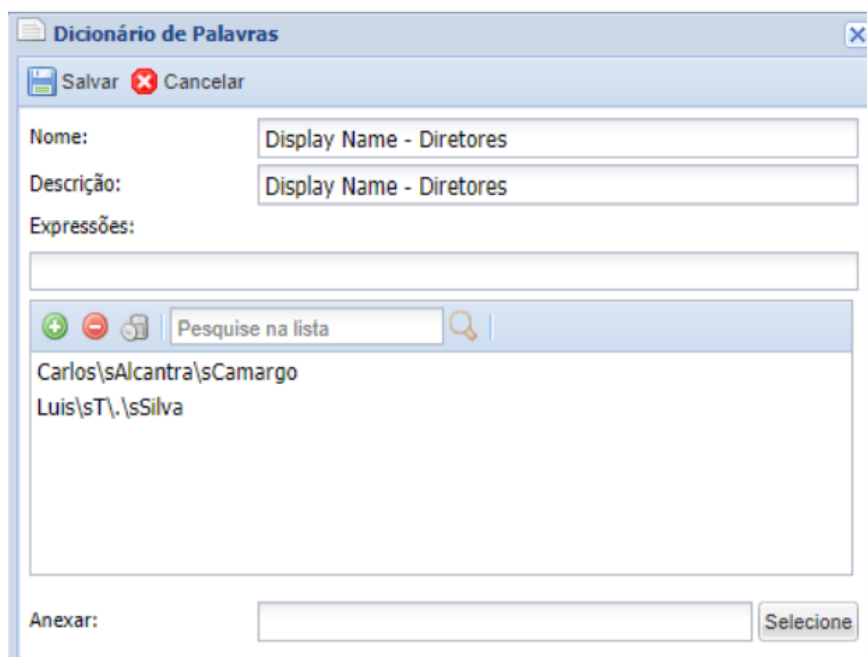 Dicionário de Palavras
Salvar Cancelar
Nome: Display Name - Diretores
Descrição: Display Name - Diretores
Expressões:
Pesquise na lista
Carlos\sAlcantra\sCamargo
Luis\sT\.\sSilva
Anexar: Selecione